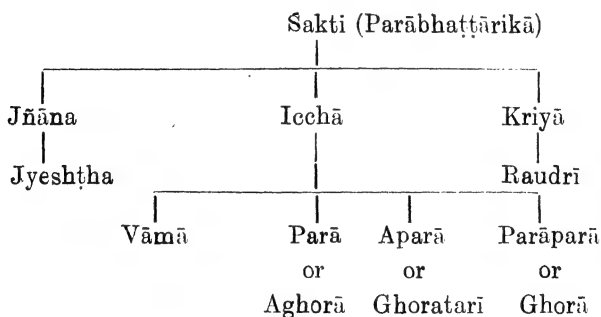 Śakti (Parābhaṭṭārikā)
Jñāna Icchā Kriyā
Jyeshṭha Raudrī
Vāmā Parā Aparā Parāparā
or or or
Aghorā Ghoratarī Ghorā